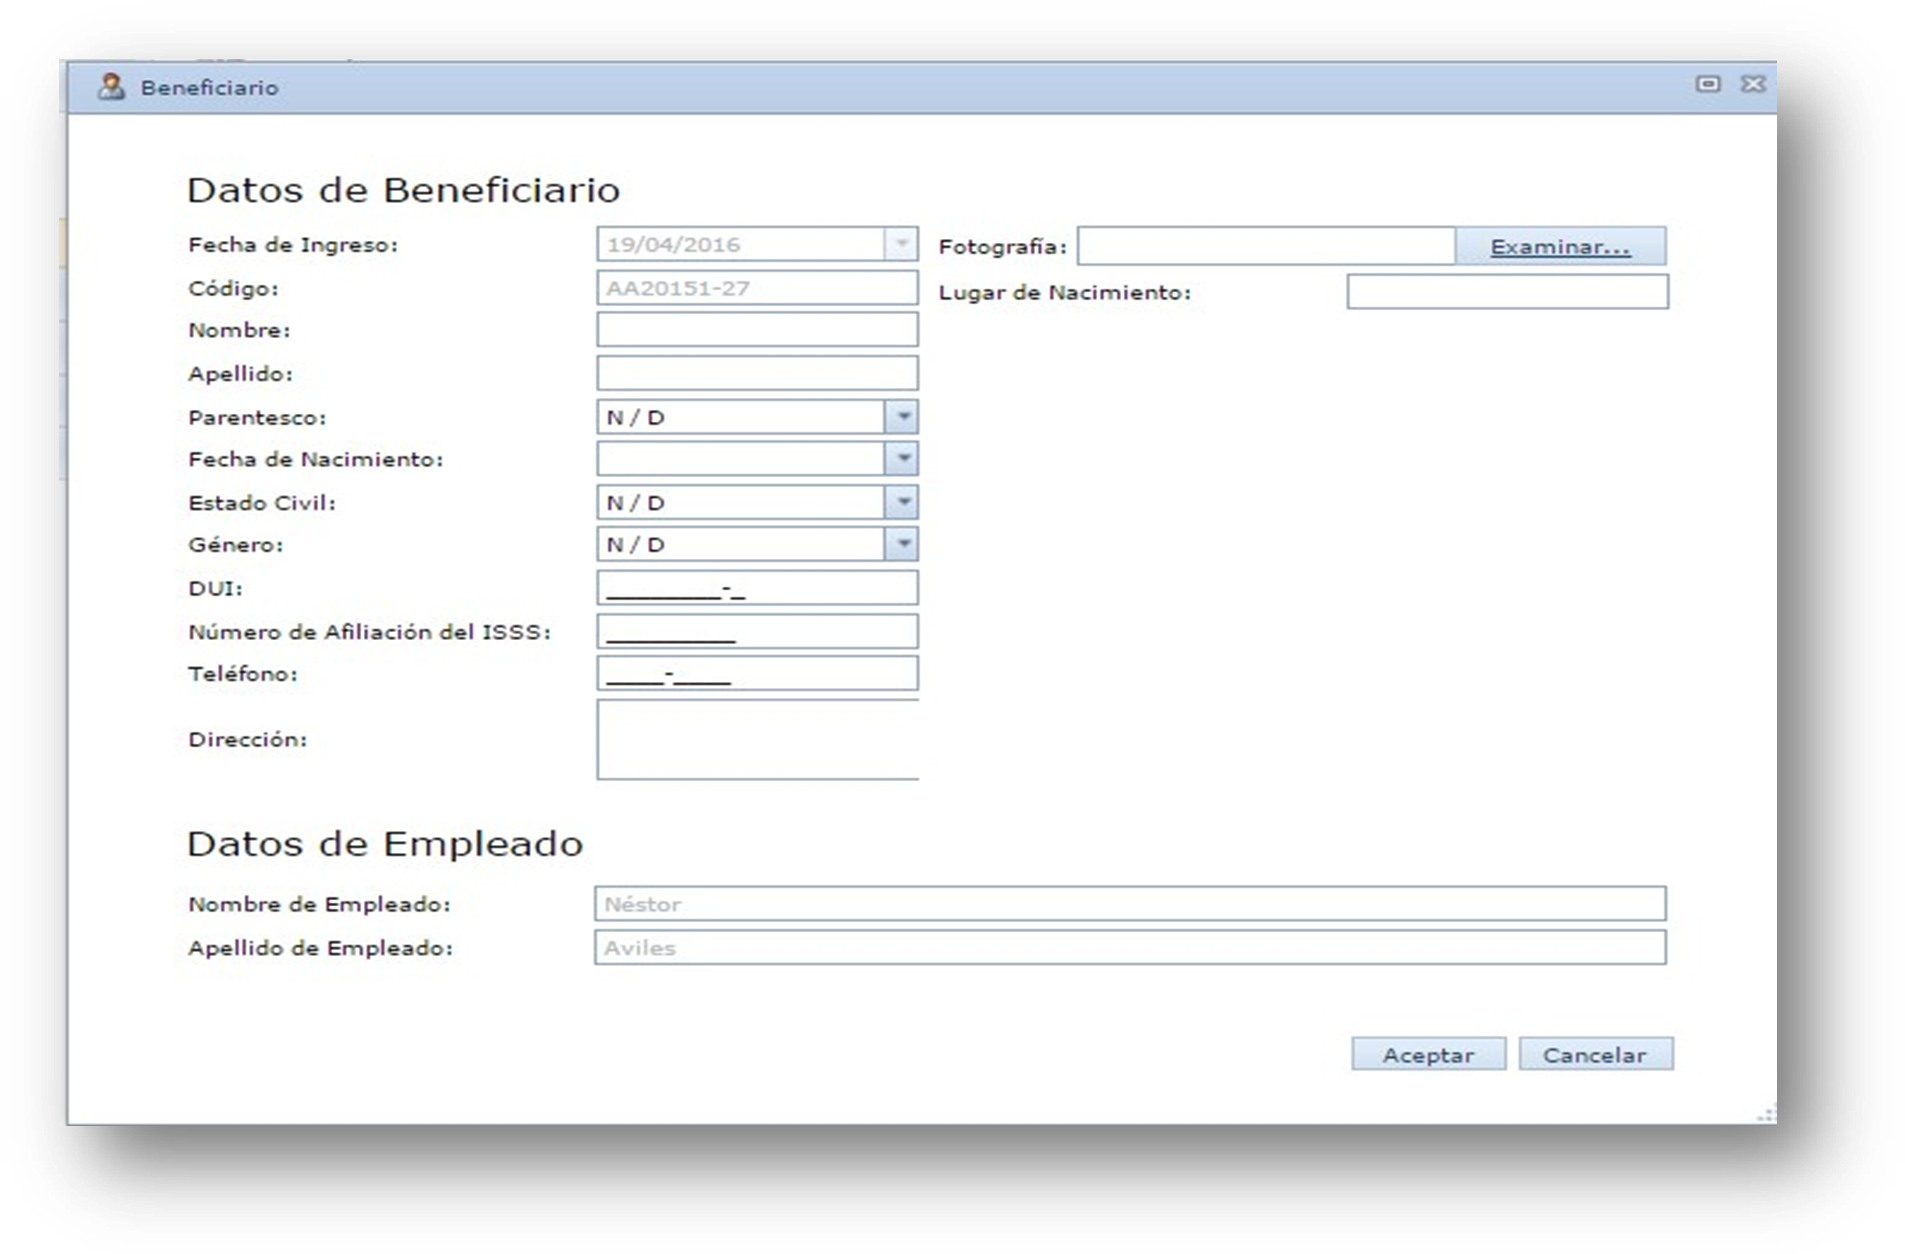 Beneficiario
Datos de Beneficiario
Fecha de Ingreso: 19/04/2016 Fotografía: Examinar...
Código: AA20151-27 Lugar de Nacimiento:
Nombre:
Apellido:
Parentesco: N / D
Fecha de Nacimiento:
Estado Civil: N / D
Género: N / D
DUI: ________-_
Número de Afiliación del ISSS: _________
Teléfono: ____-____
Dirección:
Datos de Empleado
Nombre de Empleado: Néstor
Apellido de Empleado: Aviles
Aceptar Cancelar